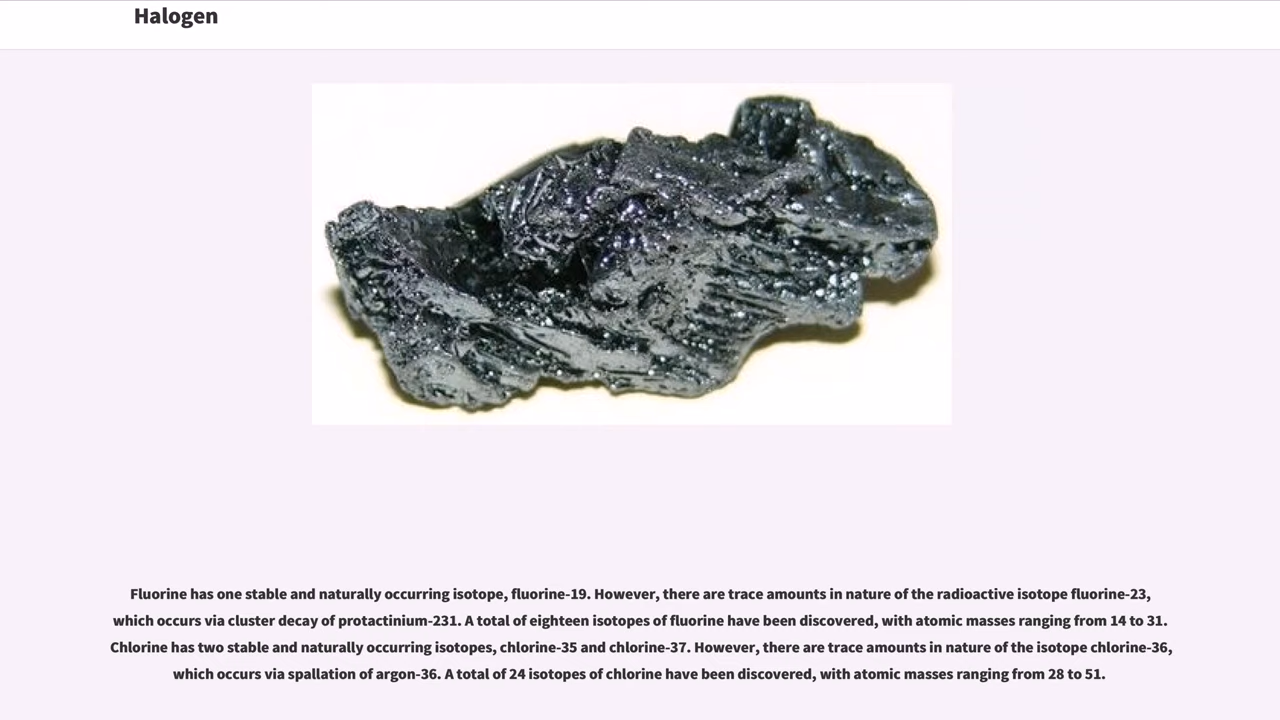 Halogen
Fluorine has one stable and naturally occurring isotope, fluorine-19. However, there are trace amounts in nature of the radioactive isotope fluorine-23,
which occurs via cluster decay of protactinium-231. A total of eighteen isotopes of fluorine have been discovered, with atomic masses ranging from 14 to 31.
Chlorine has two stable and naturally occurring isotopes, chlorine-35 and chlorine-37. However, there are trace amounts in nature of the isotope chlorine-36,
which occurs via spallation of argon-36. A total of 24 isotopes of chlorine have been discovered, with atomic masses ranging from 28 to 51.